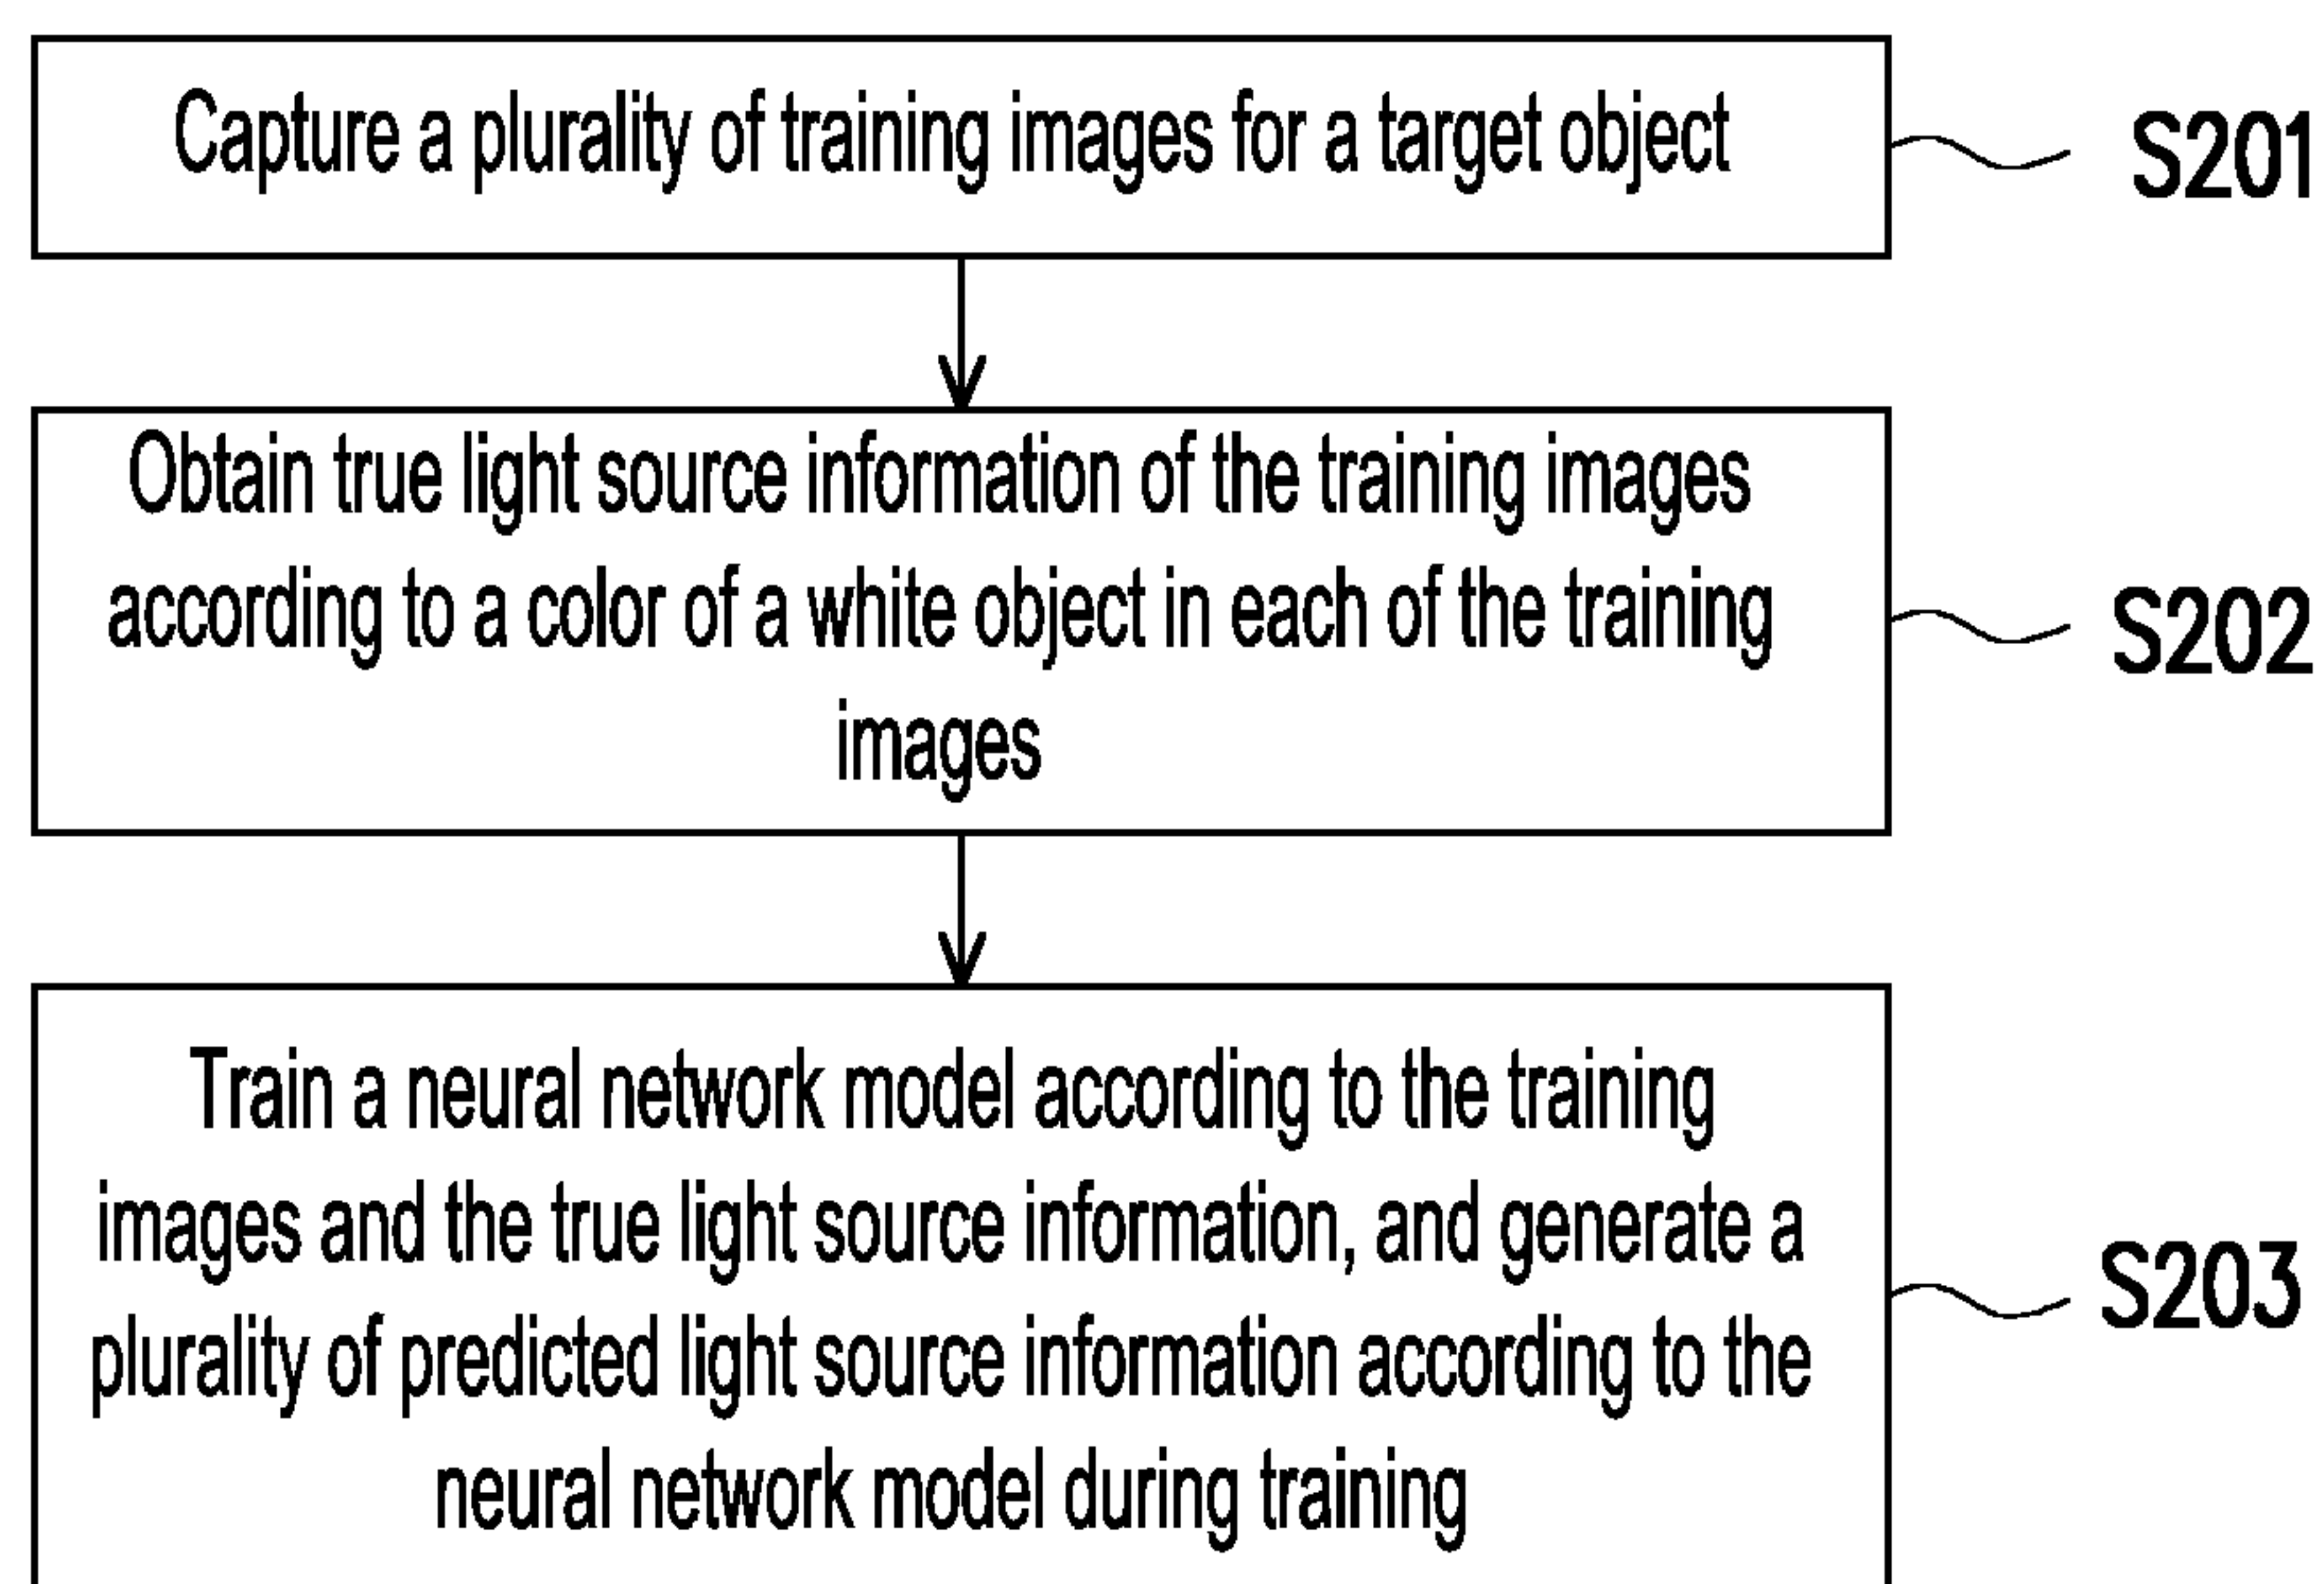 Capture a plurality of training images for a target object
S201
Obtain true light source information of the training images
according to a color of a white object in each of the training
images
S202
Train a neural network model according to the training
images and the true light source information, and generate a
plurality of predicted light source information according to the
neural network model during training
S203